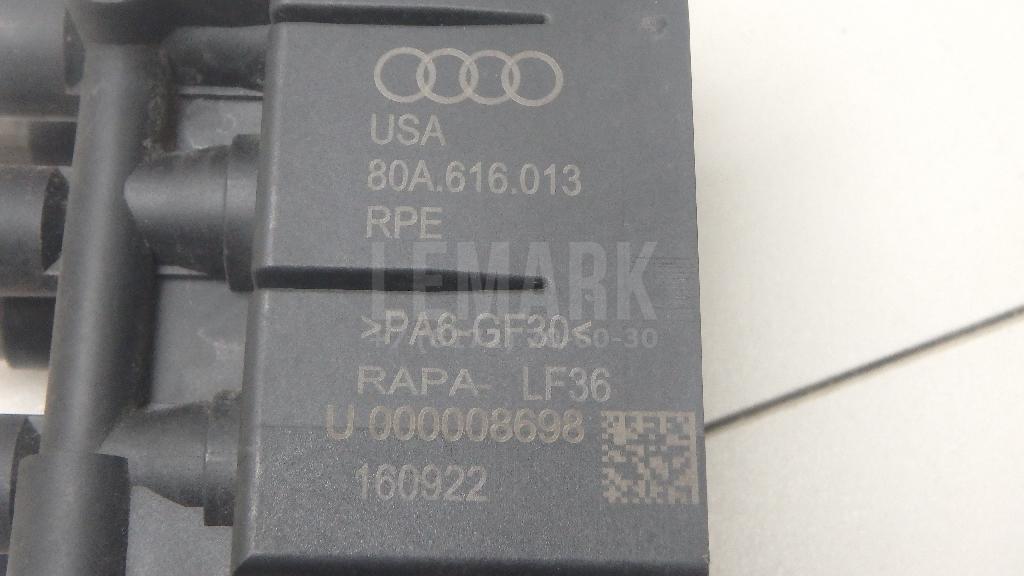 USA
80A.616.013
RPE
LEMARK
>PA6-GF30<
RAPA- LF36
U 000008698
160922